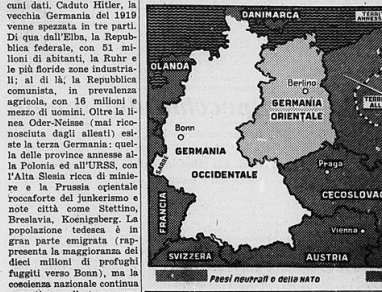 cuni dati. Caduto Hitler, la
vecchia Germania del 1919
venne spezzata in tre parti.
Di qua dall'Elba, la Repub-
blica federale, con 51 mi-
lioni di abitanti, la Ruhr e
le più floride zone industria-
li; al di là, la Repubblica
comunista, in prevalenza
agricola, con 16 milioni e
mezzo di uomini. Oltre la li-
nea Oder-Neisse (mai rico-
nosciuta dagli alleati) esi-
ste la terza Germania: quel-
la delle province annesse al-
la Polonia ed all'URSS, con
l'Alta Slesia ricca di minie-
re e la Prussia orientale
roccaforte del junkerismo e
note città come Stettino,
Breslavia, Koenigsberg. La
popolazione tedesca è in
gran parte emigrata (rap-
presenta la maggioranza dei
dieci milioni di profughi
fuggiti verso Bonn), ma la
coscienza nazionale continua
DANIMARCA
TERRI
ANNESS
OLANDA
Berlino
GERMANIA
ORIENTALE
TERRI
ALL
Bonn
GERMANIA
OCCIDENTALE
SARRE
Praga
CECOSLOVAC
FRANCIA
Vienna
SVIZZERA
AUSTRIA
Paesi neutrali o della NATO